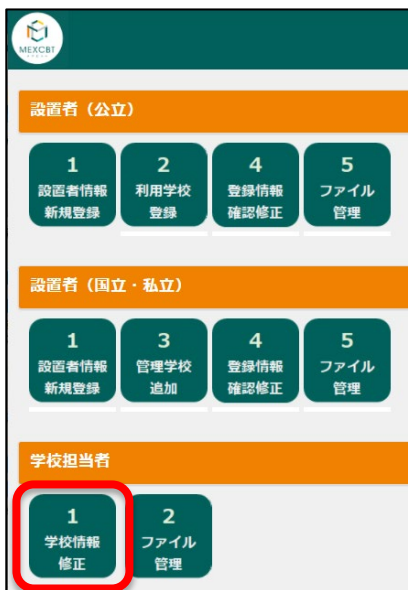 MEXCBT
設置者（公立）
1
設置者情報
新規登録
2
利用学校
登録
4
登録情報
確認修正
5
ファイル
管理
設置者（国立・私立）
1
設置者情報
新規登録
3
管理学校
追加
4
登録情報
確認修正
5
ファイル
管理
学校担当者
1
学校情報
修正
2
ファイル
管理